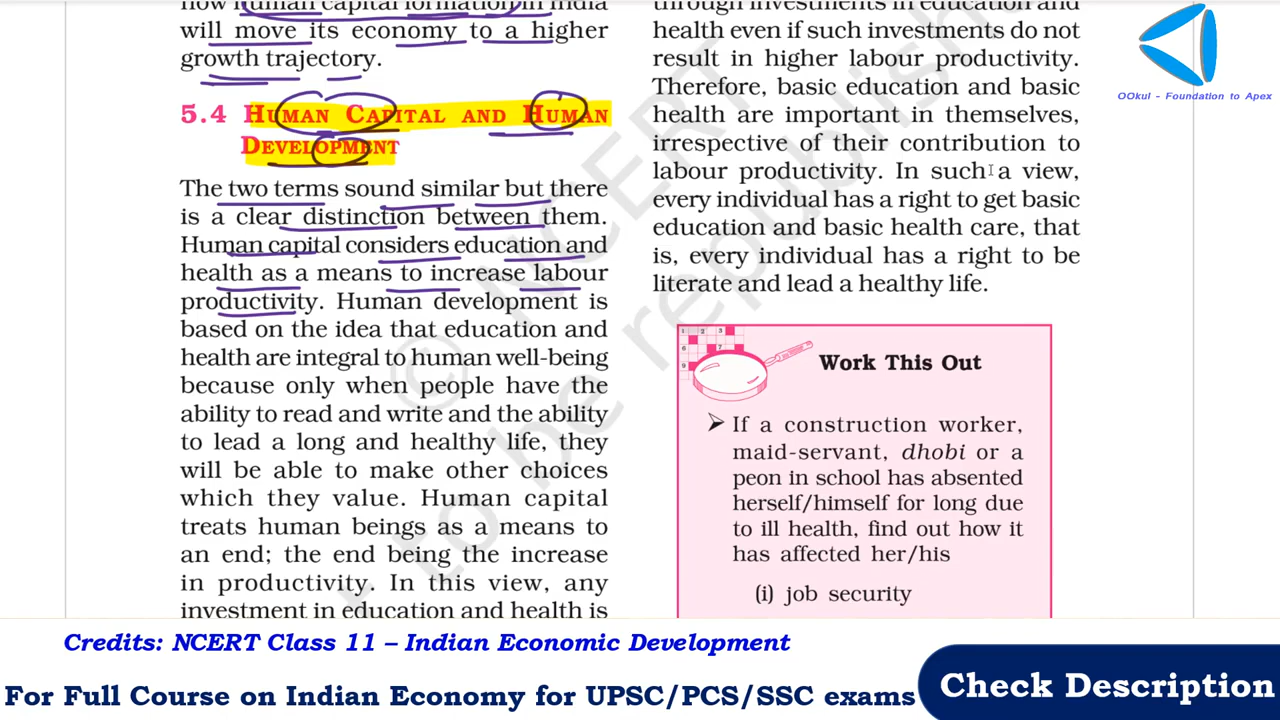 now human capital formation in India
will move its economy to a higher
growth trajectory.
5.4 HUMAN CAPITAL AND HUMAN
DEVELOPMENT
The two terms sound similar but there
is a clear distinction between them.
Human capital considers education and
health as a means to increase labour
productivity. Human development is
based on the idea that education and
health are integral to human well-being
because only when people have the
ability to read and write and the ability
to lead a long and healthy life, they
will be able to make other choices
which they value. Human capital
treats human beings as a means to
an end; the end being the increase
in productivity. In this view, any
investment in education and health is
through investments in education and
health even if such investments do not
result in higher labour productivity.
Therefore, basic education and basic
health are important in themselves,
irrespective of their contribution to
labour productivity. In such a view,
every individual has a right to get basic
education and basic health care, that
is, every individual has a right to be
literate and lead a healthy life.
1 2 3
6 7
9
Work This Out
➢ If a construction worker,
maid-servant, dhobi or a
peon in school has absented
herself/himself for long due
to ill health, find out how it
has affected her/his
(i) job security
© NCERT
to be republish
OOkul - Foundation to Apex
Credits: NCERT Class 11 – Indian Economic Development
For Full Course on Indian Economy for UPSC/PCS/SSC exams
Check Description